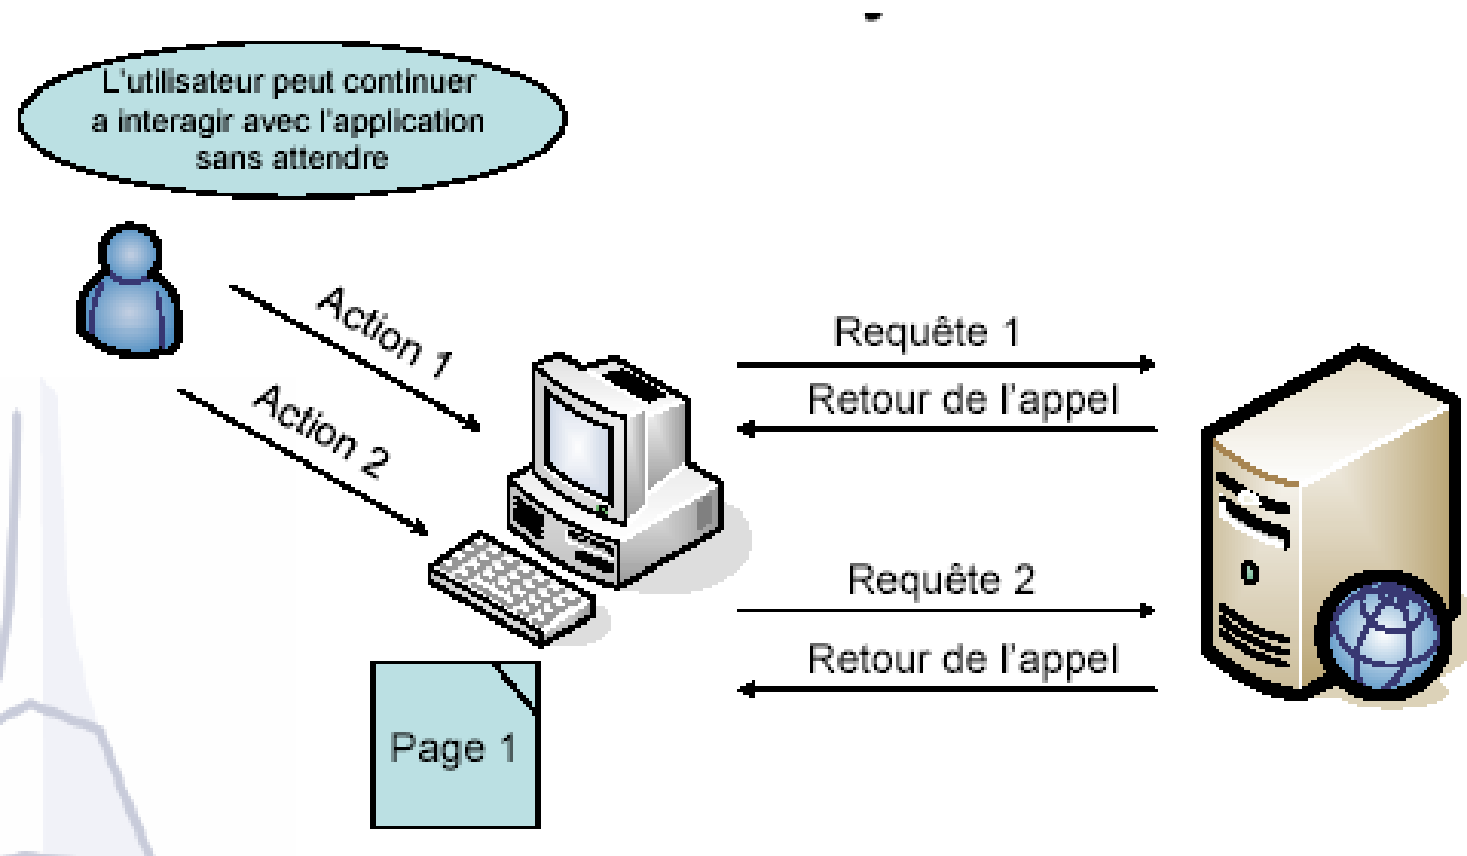 L'utilisateur peut continuer
a interagir avec l'application
sans attendre
Action 1
Action 2
Requête 1
Retour de l'appel
Requête 2
Retour de l'appel
Page 1